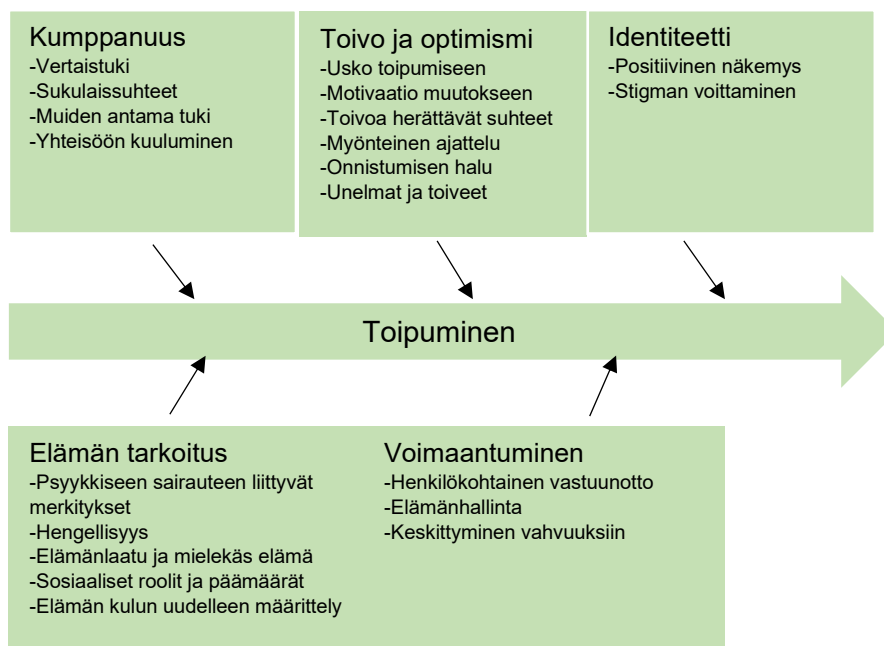 Kumppanuus
-Vertaistuki
-Sukulaissuhteet
-Muiden antama tuki
-Yhteisöön kuuluminen
Toivo ja optimismi
-Usko toipumiseen
-Motivaatio muutokseen
-Toivoa herättävät suhteet
-Myönteinen ajattelu
-Onnistumisen halu
-Unelmat ja toiveet
Identiteetti
-Positiivinen näkemys
-Stigman voittaminen
Toipuminen
Elämän tarkoitus
-Psyykkiseen sairauteen liittyvät
merkitykset
-Hengellisyys
-Elämänlaatu ja mielekäs elämä
-Sosiaaliset roolit ja päämäärät
-Elämän kulun uudelleen määrittely
Voimaantuminen
-Henkilökohtainen vastuunotto
-Elämänhallinta
-Keskittyminen vahvuuksiin